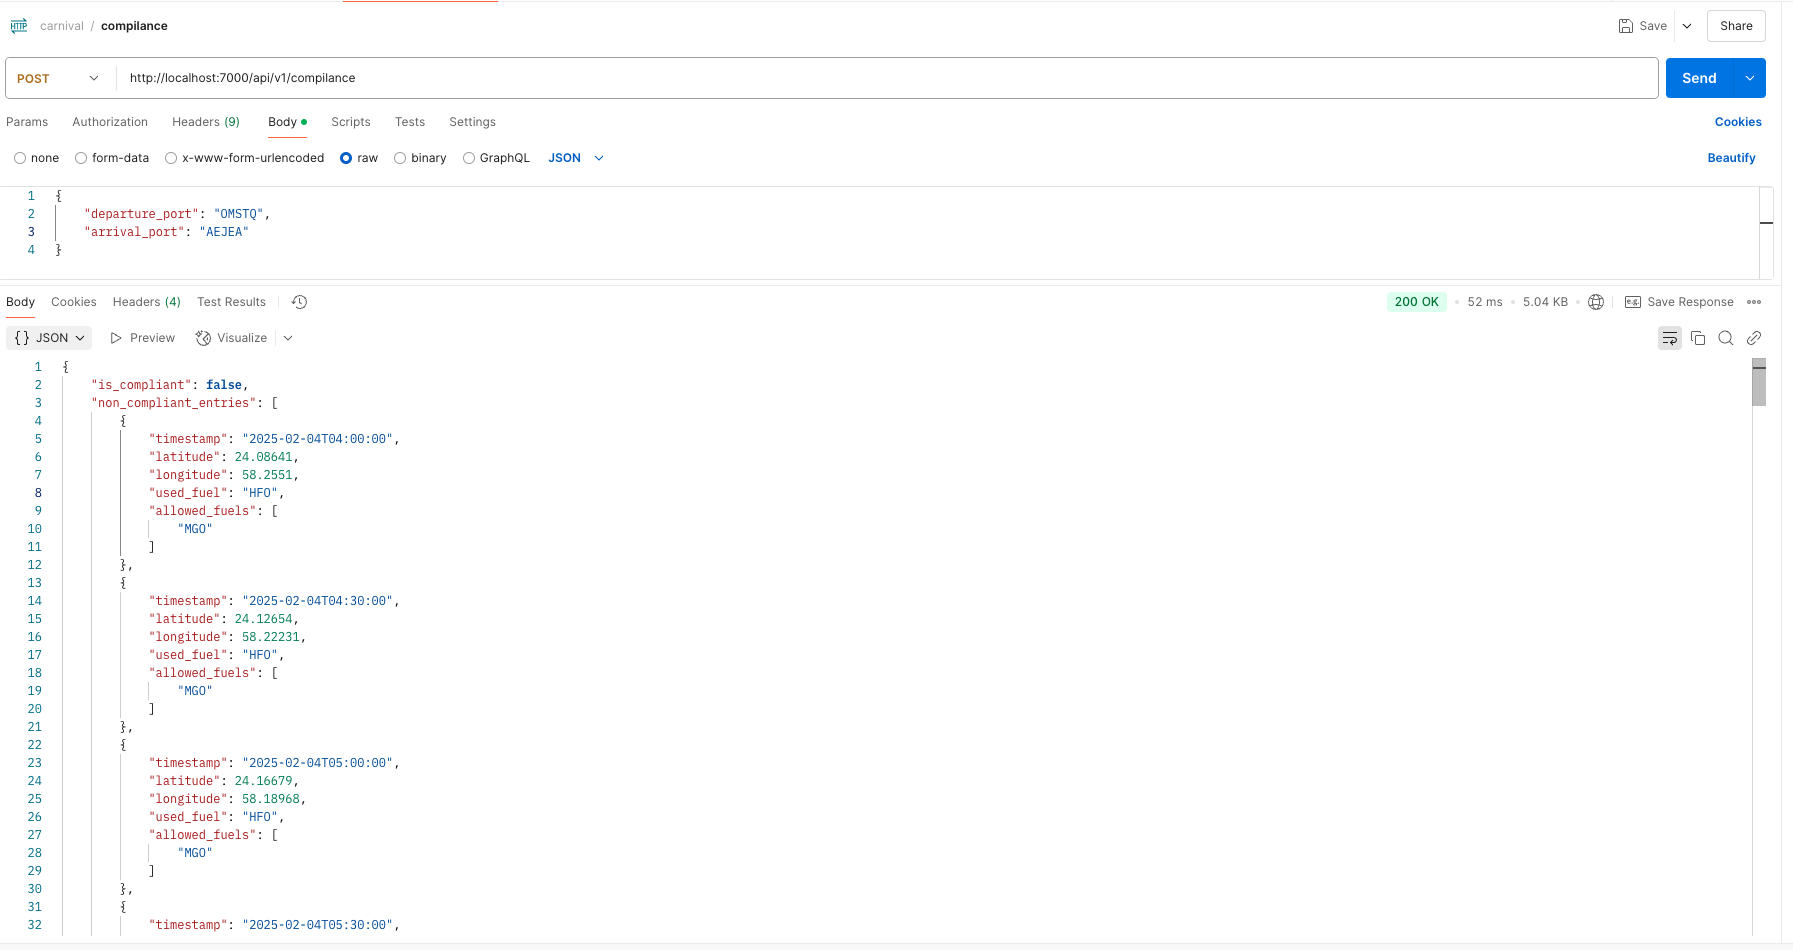 HTTP carnival / compilance Save Share
POST http://localhost:7000/api/v1/compilance Send
Params Authorization Headers (9) Body Scripts Tests Settings Cookies
none form-data x-www-form-urlencoded raw binary GraphQL JSON Beautify
1 {
2 "departure_port": "OMSTQ",
3 "arrival_port": "AEJEA"
4 }
Body Cookies Headers (4) Test Results 200 OK 52 ms 5.04 KB e.g. Save Response
{} JSON Preview Visualize
1 {
2 "is_compliant": false,
3 "non_compliant_entries": [
4 {
5 "timestamp": "2025-02-04T04:00:00",
6 "latitude": 24.08641,
7 "longitude": 58.2551,
8 "used_fuel": "HFO",
9 "allowed_fuels": [
10 "MGO"
11 ]
12 },
13 {
14 "timestamp": "2025-02-04T04:30:00",
15 "latitude": 24.12654,
16 "longitude": 58.22231,
17 "used_fuel": "HFO",
18 "allowed_fuels": [
19 "MGO"
20 ]
21 },
22 {
23 "timestamp": "2025-02-04T05:00:00",
24 "latitude": 24.16679,
25 "longitude": 58.18968,
26 "used_fuel": "HFO",
27 "allowed_fuels": [
28 "MGO"
29 ]
30 },
31 {
32 "timestamp": "2025-02-04T05:30:00",